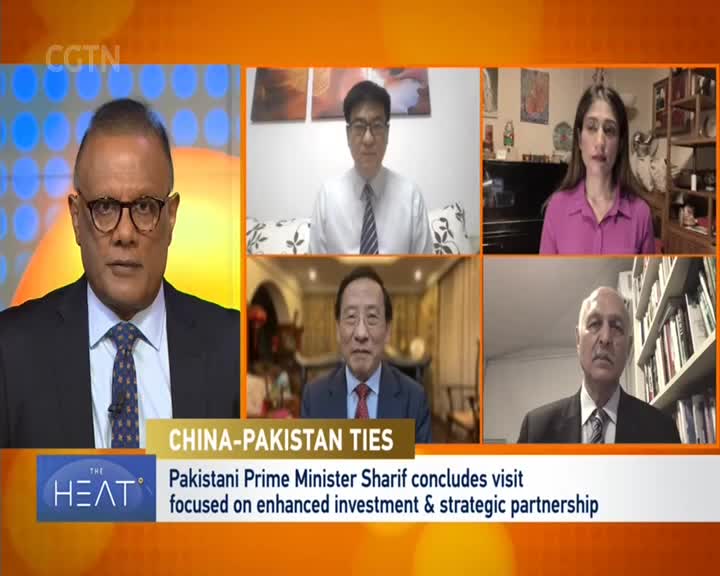 CGTN
CHINA-PAKISTAN TIES
THE
HEAT
Pakistani Prime Minister Sharif concludes visit
focused on enhanced investment & strategic partnership